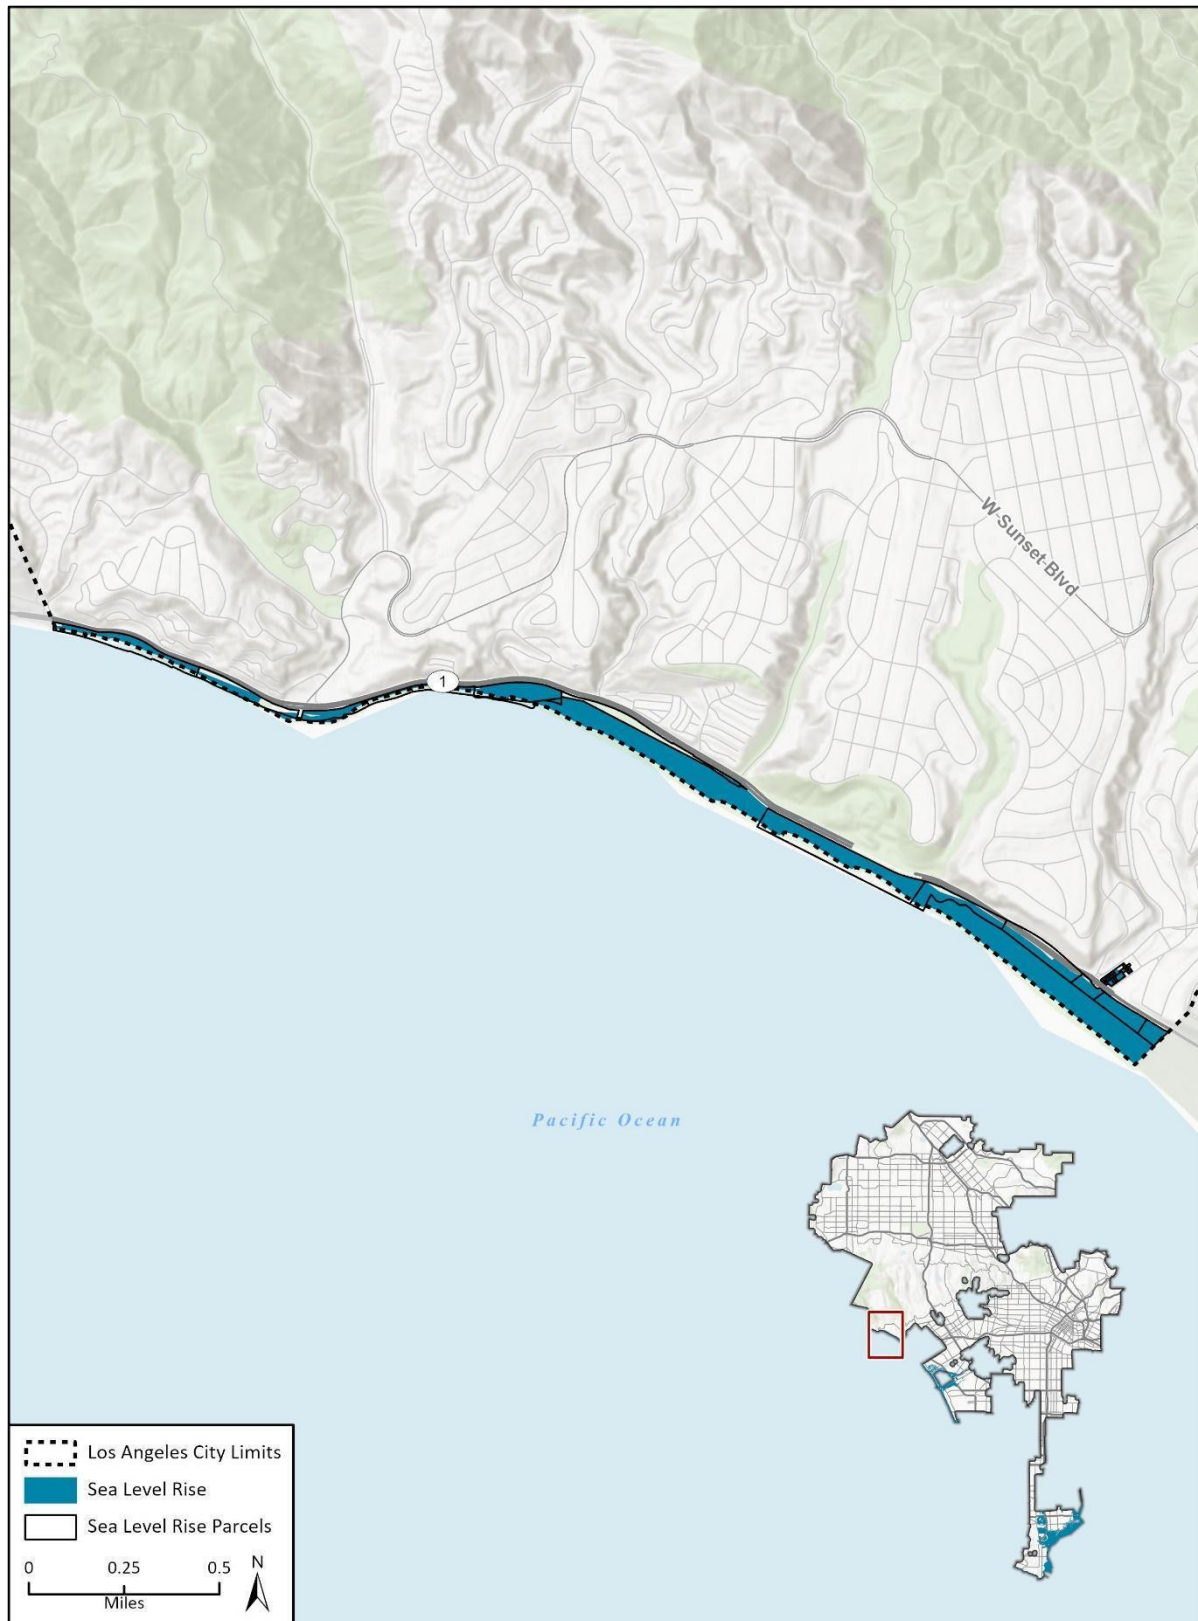 W-Sunset-Blvd
1
Pacific Ocean
Los Angeles City Limits
Sea Level Rise
Sea Level Rise Parcels
0 0.25 0.5 N
Miles